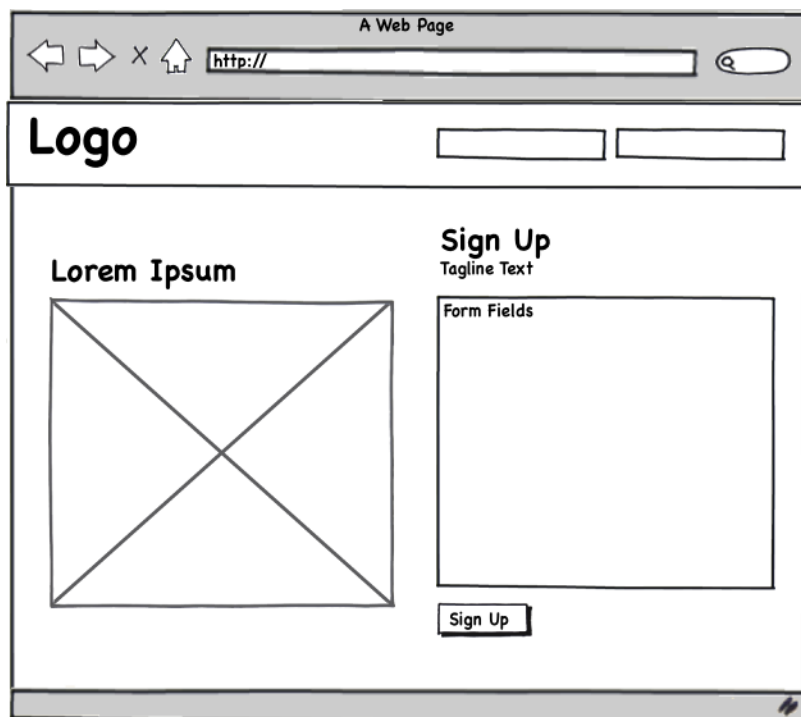 A Web Page
http://
Logo
Lorem Ipsum
Sign Up
Tagline Text
Form Fields
Sign Up